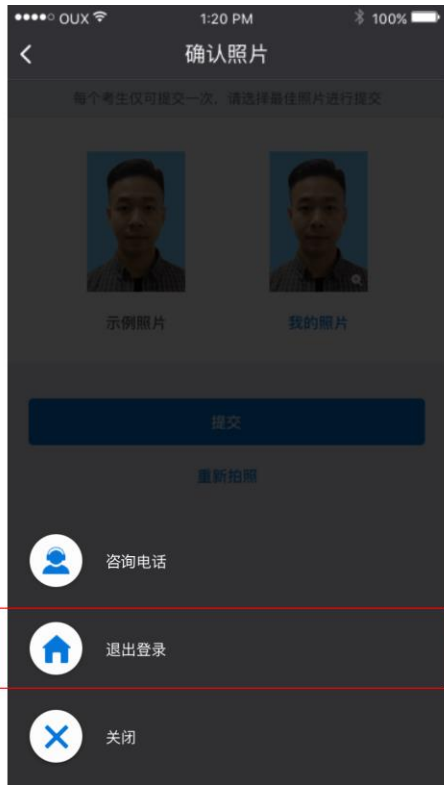 OUX 1:20 PM 100%
确认照片
每个考生仅可提交一次，请选择最佳照片进行提交
示例照片 我的照片
提交
重新拍照
咨询电话
退出登录
关闭